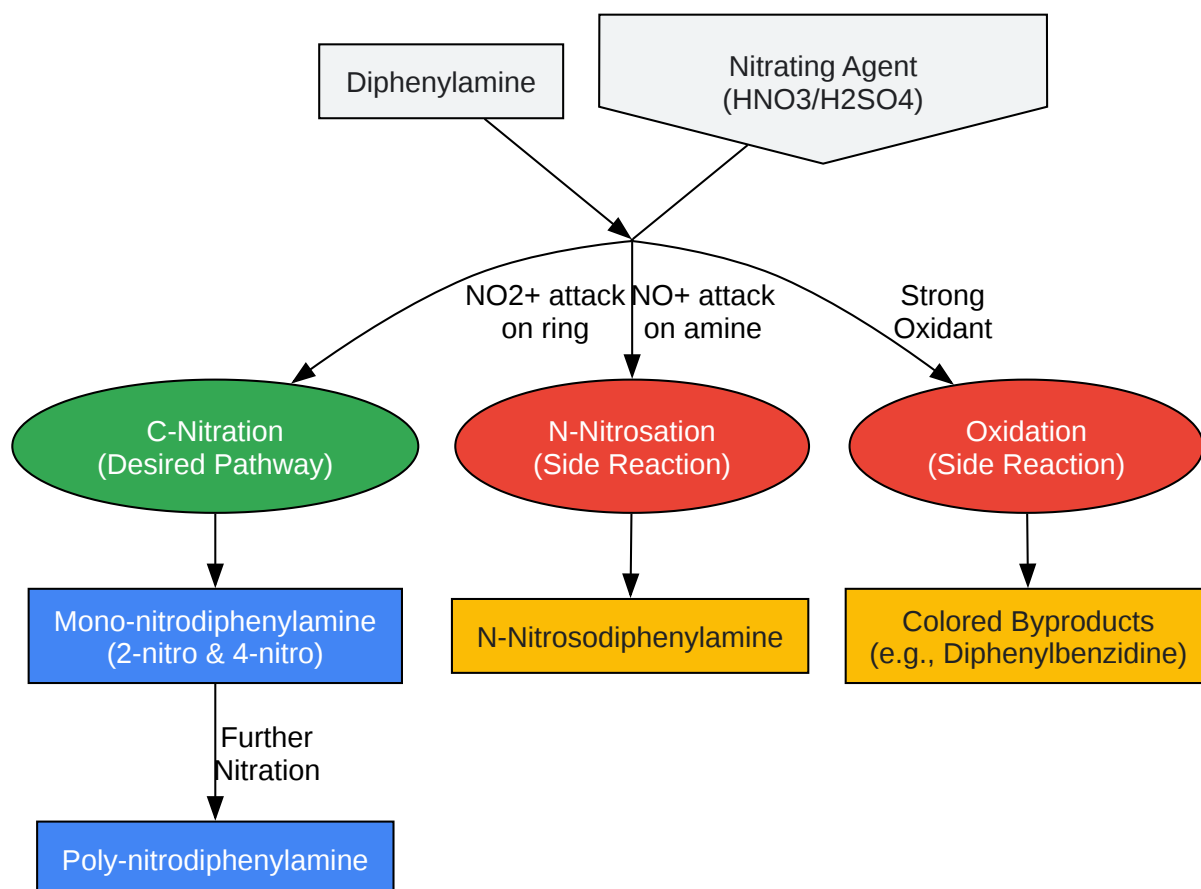 Diphenylamine
Nitrating Agent
(HNO3/H2SO4)
NO2+ attack
on ring
NO+ attack
on amine
Strong
Oxidant
C-Nitration
(Desired Pathway)
N-Nitrosation
(Side Reaction)
Oxidation
(Side Reaction)
Mono-nitrodiphenylamine
(2-nitro & 4-nitro)
N-Nitrosodiphenylamine
Colored Byproducts
(e.g., Diphenylbenzidine)
Further
Nitration
Poly-nitrodiphenylamine